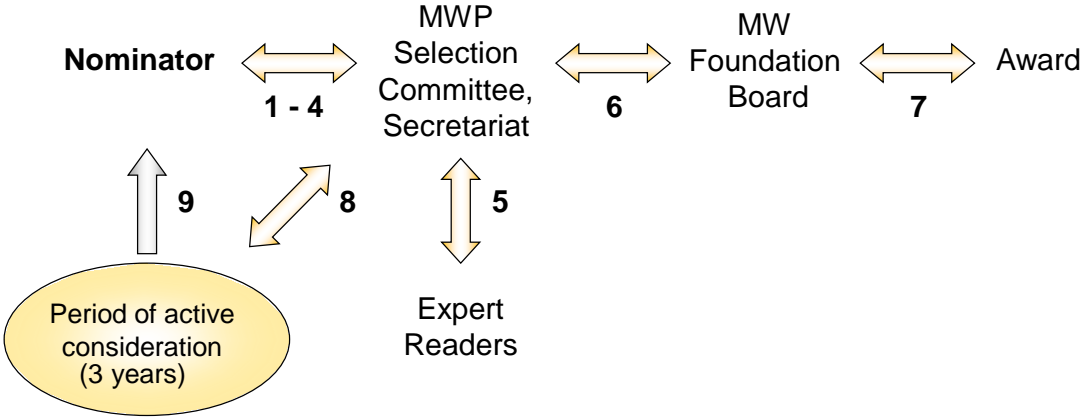 Nominator
1 - 4
MWP
Selection
Committee,
Secretariat
6
MW
Foundation
Board
7
Award
9
8
5
Period of active
consideration
(3 years)
Expert
Readers